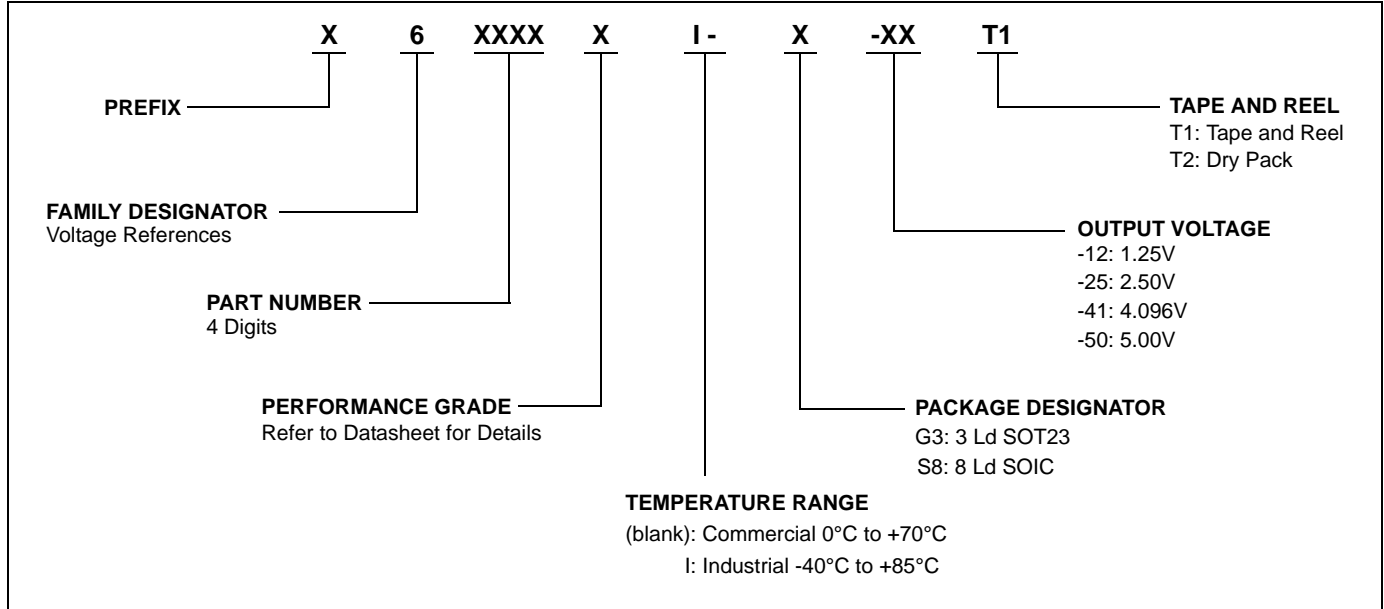 X 6 XXXX X I - X -XX T1
PREFIX
TAPE AND REEL
T1: Tape and Reel
T2: Dry Pack
FAMILY DESIGNATOR
Voltage References
OUTPUT VOLTAGE
-12: 1.25V
-25: 2.50V
-41: 4.096V
-50: 5.00V
PART NUMBER
4 Digits
PERFORMANCE GRADE
Refer to Datasheet for Details
PACKAGE DESIGNATOR
G3: 3 Ld SOT23
S8: 8 Ld SOIC
TEMPERATURE RANGE
(blank): Commercial 0°C to +70°C
I: Industrial -40°C to +85°C